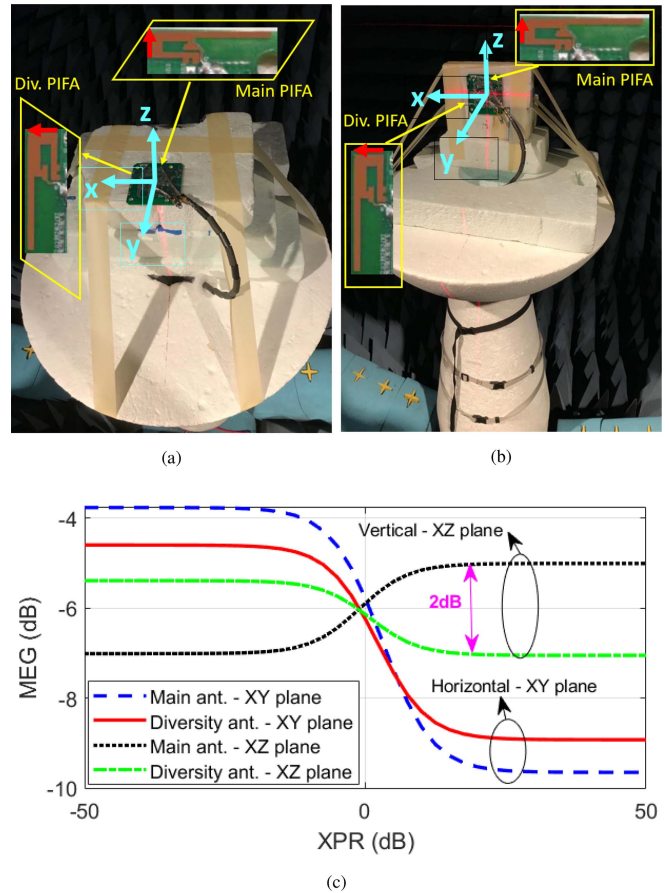 Main PIFA
Div. PIFA
z
x
y
(a)
Main PIFA
Div. PIFA
z
x
y
(b)
MEG (dB)
-4
-6
-8
-10
Vertical - XZ plane
2dB
Horizontal - XY plane
Main ant. - XY plane
Diversity ant. - XY plane
Main ant. - XZ plane
Diversity ant. - XZ plane
-50
0
50
XPR (dB)
(c)